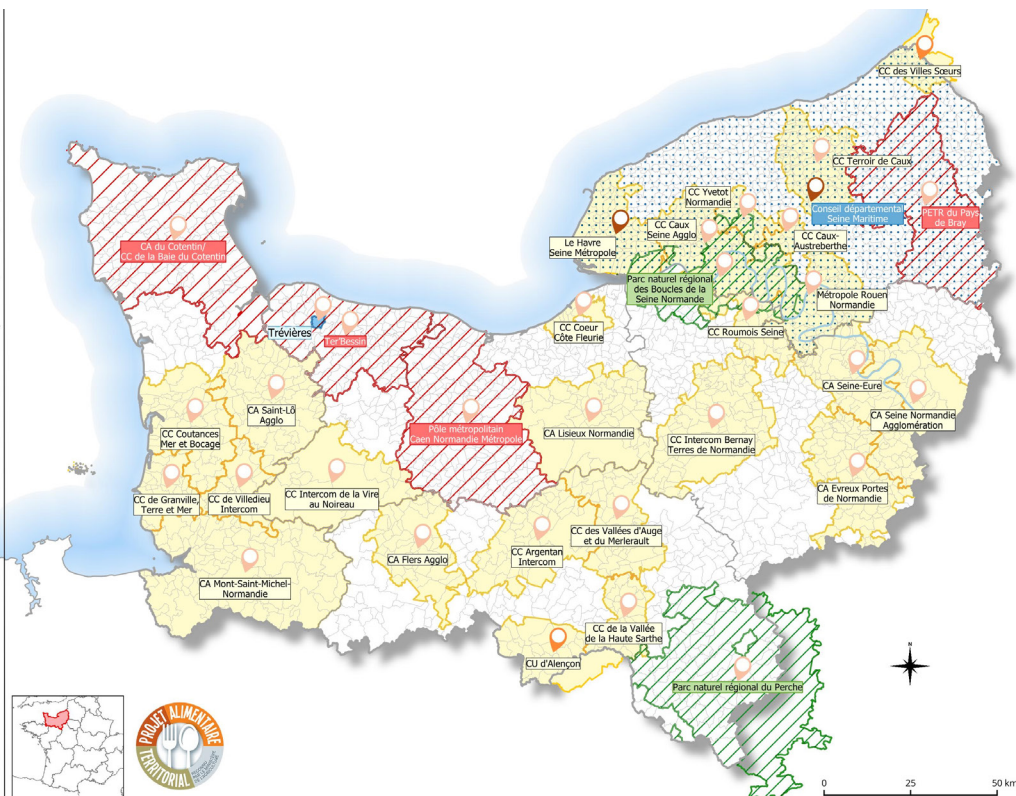 CC des Villes Sœurs
CC Terroir de Caux
CC Yvetot
Normandie
Conseil départemental
Seine Maritime
PETR du Pays
de Bray
CC Caux
Seine Agglo
CC Caux-
Austreberthe
Le Havre
Seine Métropole
CA du Cotentin/
CC de la Baie du Cotentin
Parc naturel régional
des Boucles de la
Seine Normande
Métropole Rouen
Normandie
Trévières
Ter'Bessin
CC Coeur
Côte Fleurie
CC Roumois Seine
CA Seine-Eure
CA Saint-Lô
Agglo
CA Seine Normandie
Agglomération
CC Coutances
Mer et Bocage
Pôle métropolitain
Caen Normandie Métropole
CA Lisieux Normandie
CC Intercom Bernay
Terres de Normandie
CC de Granville,
Terre et Mer
CC de Villedieu
Intercom
CC Intercom de la Vire
au Noireau
CA Evreux Portes
de Normandie
CC des Vallées d'Auge
et du Merlerault
CA Flers Agglo
CC Argentan
Intercom
CA Mont-Saint-Michel-
Normandie
CC de la Vallée
de la Haute Sarthe
CU d'Alençon
Parc naturel régional du Perche
N
PROJET ALIMENTAIRE
TERRITORIAL
0 25 50 km